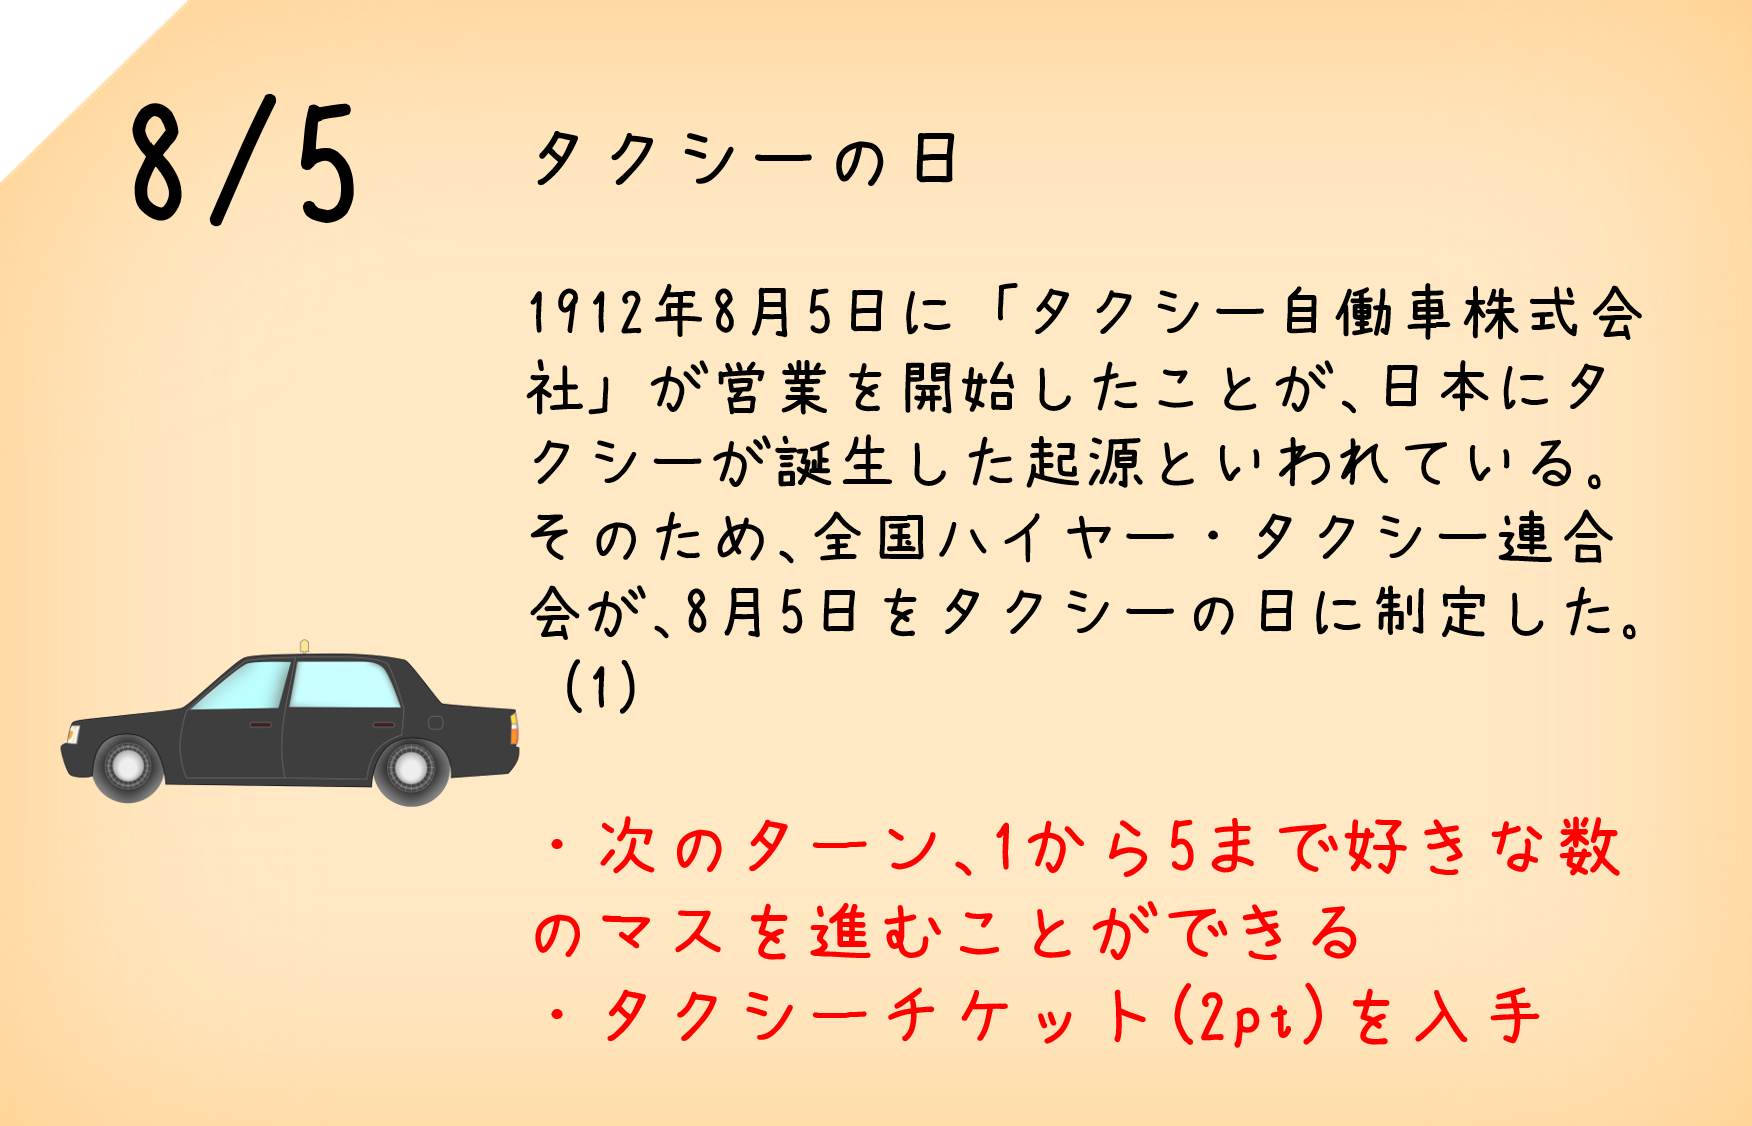 8/5
タクシーの日
1912年8月5日に「タクシー自働車株式会
社」が営業を開始したことが、日本にタ
クシーが誕生した起源といわれている。
そのため、全国ハイヤー・タクシー連合
会が、8月5日をタクシーの日に制定した。
(1)
・次のターン、1から5まで好きな数
のマスを進むことができる
・タクシーチケット(2pt)を入手